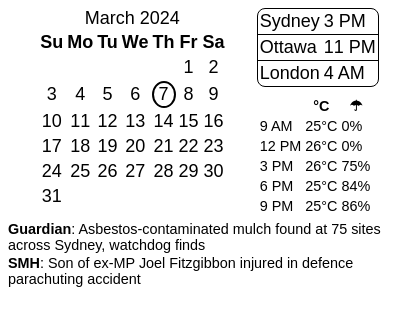 March 2024
Su Mo Tu We Th Fr Sa
1 2
3 4 5 6 7 8 9
10 11 12 13 14 15 16
17 18 19 20 21 22 23
24 25 26 27 28 29 30
31
Sydney 3 PM
Ottawa 11 PM
London 4 AM
°C ☂
9 AM 25°C 0%
12 PM 26°C 0%
3 PM 26°C 75%
6 PM 25°C 84%
9 PM 25°C 86%
Guardian: Asbestos-contaminated mulch found at 75 sites
across Sydney, watchdog finds
SMH: Son of ex-MP Joel Fitzgibbon injured in defence
parachuting accident